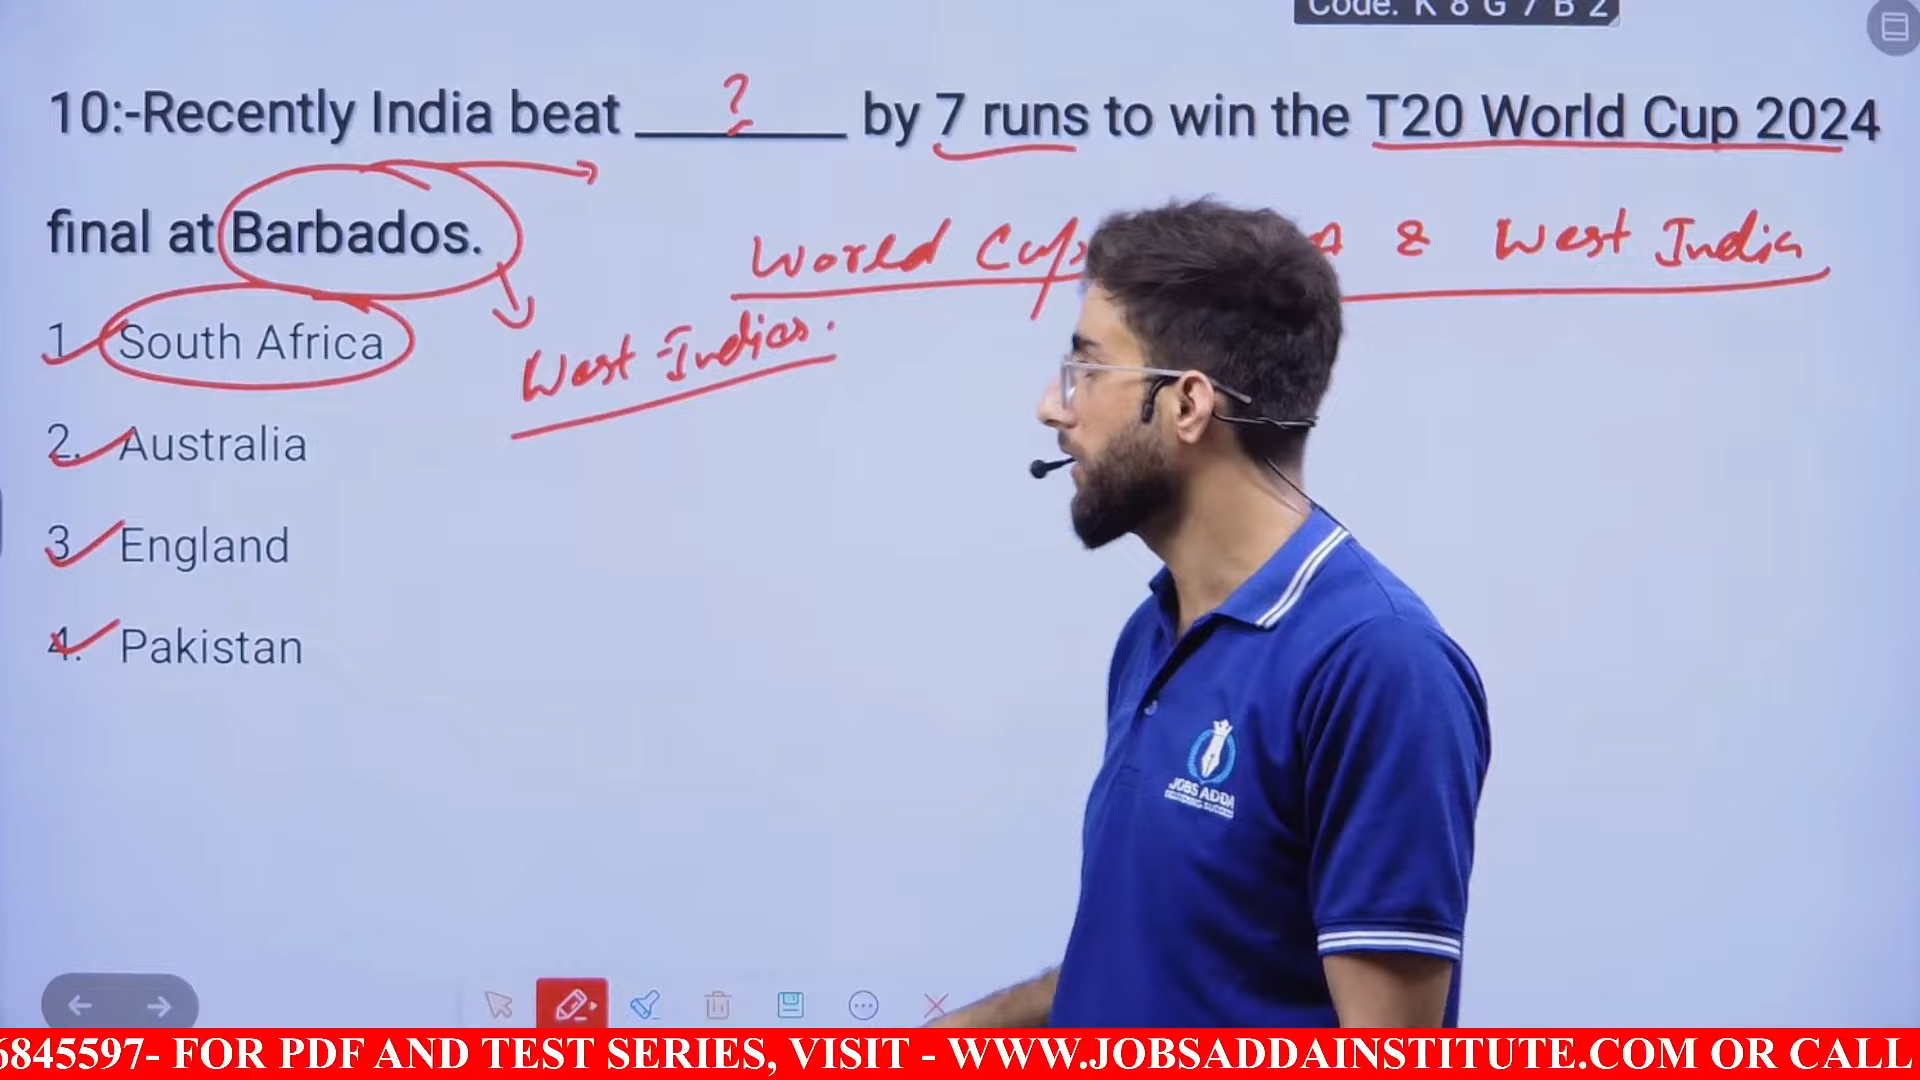 Code: K 8 G 7 B 2
10:-Recently India beat ? by 7 runs to win the T20 World Cup 2024
final at Barbados.
World Cup A & West India
1 South Africa
West Indies.
2. Australia
3 England
4. Pakistan
JOBS ADDA
6845597- FOR PDF AND TEST SERIES, VISIT - WWW.JOBSADDAINSTITUTE.COM OR CALL